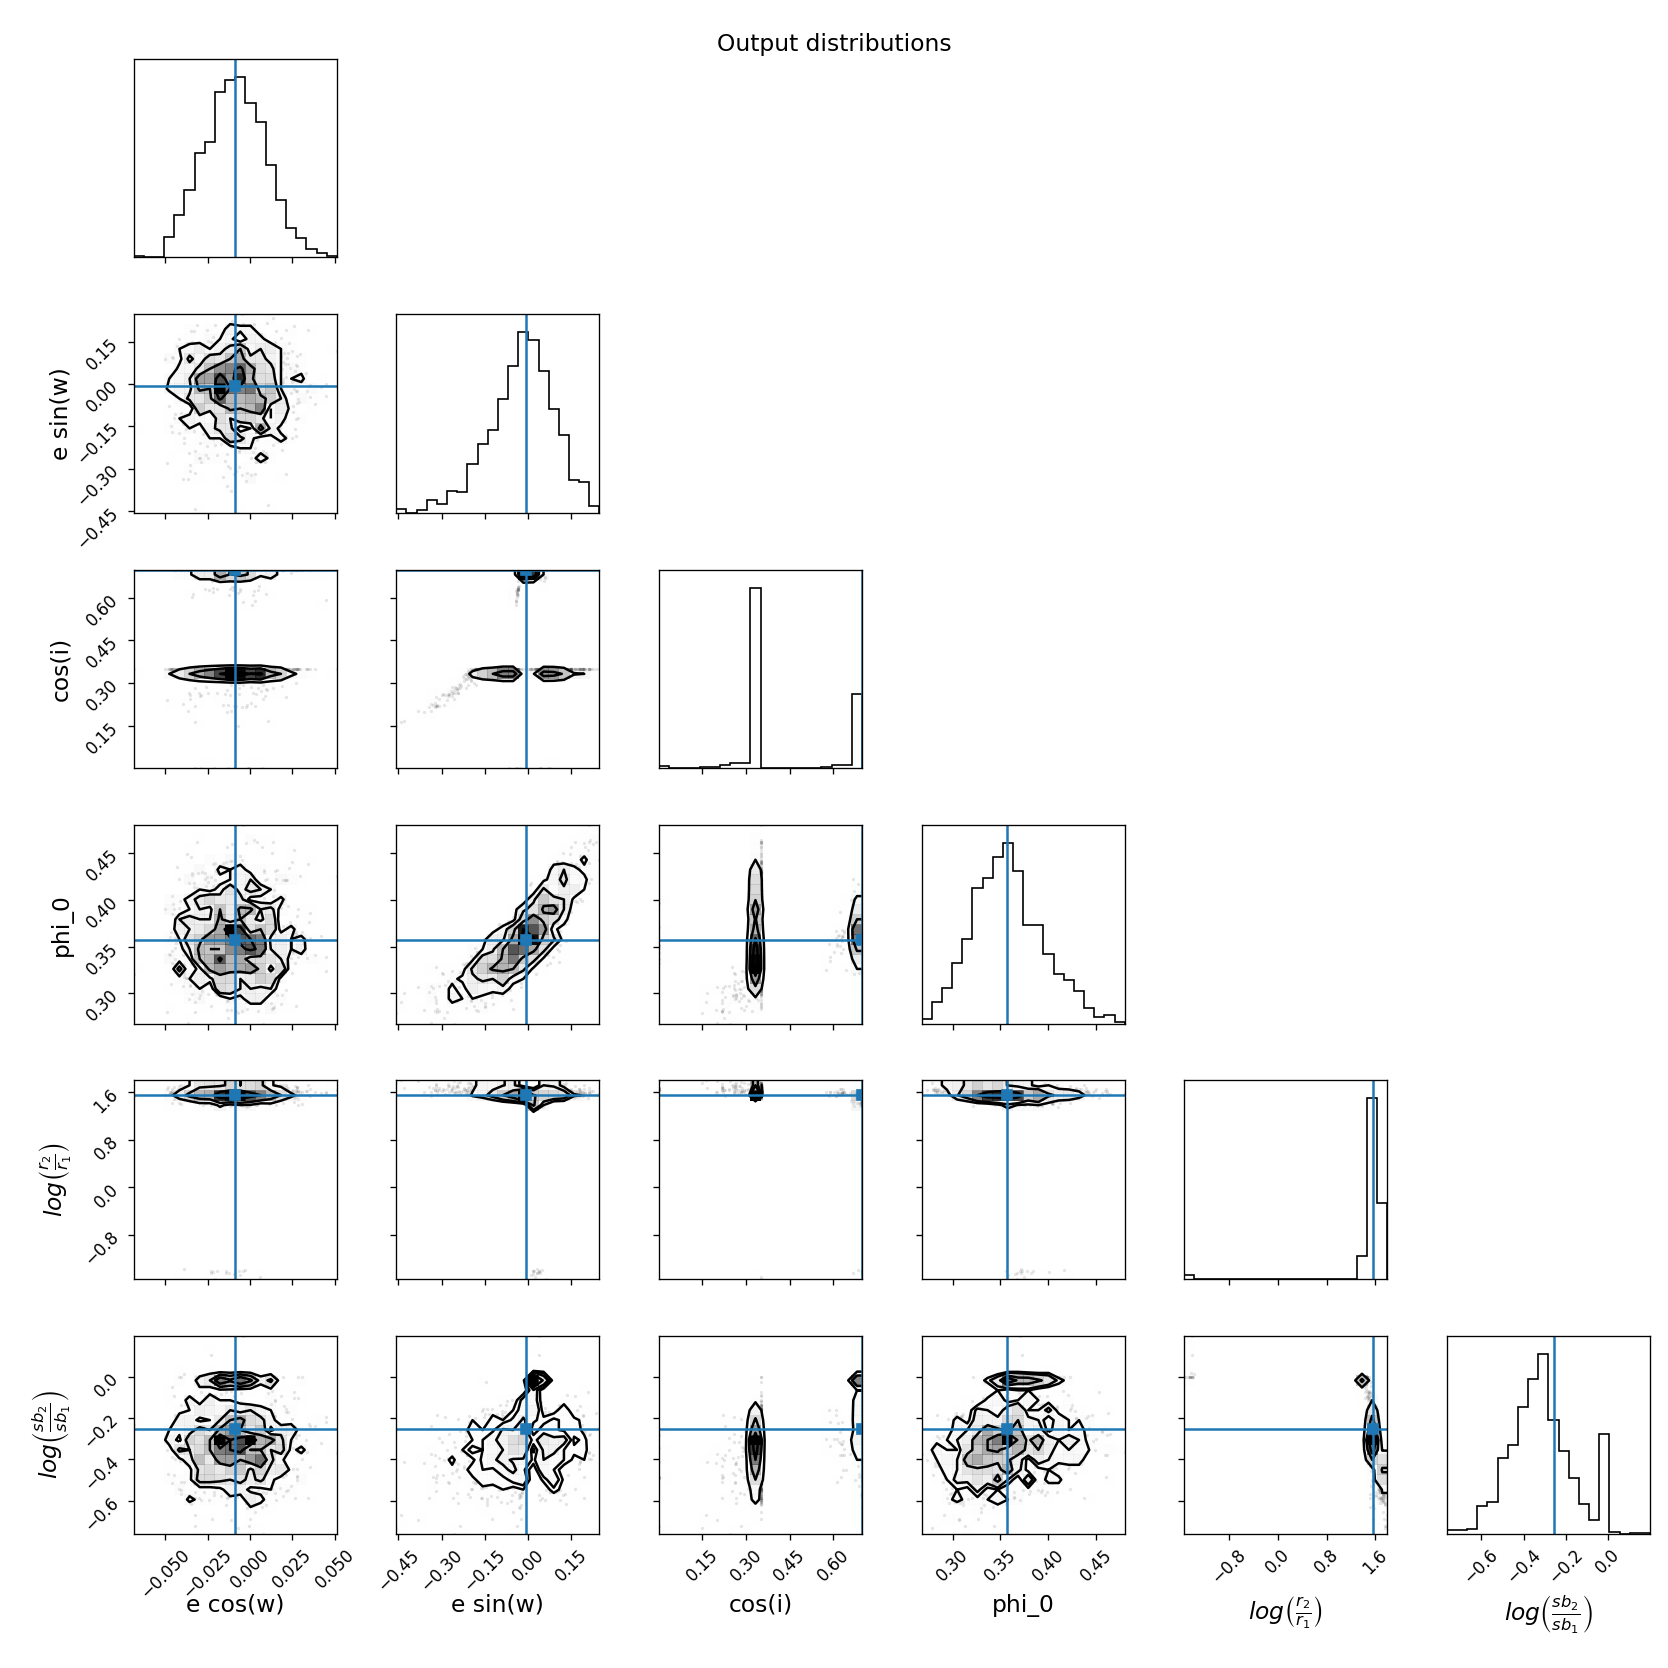 Output distributions
e sin(w)
0.15
0.00
−0.15
−0.30
−0.45
cos(i)
0.60
0.45
0.30
0.15
phi_0
0.45
0.40
0.35
0.30
log(r2/r1)
1.6
0.8
0.0
−0.8
log(sb2/sb1)
0.0
−0.2
−0.4
−0.6
−0.050 −0.025 0.000 0.025 0.050
−0.45 −0.30 −0.15 0.00 0.15
0.15 0.30 0.45 0.60
0.30 0.35 0.40 0.45
−0.8 0.0 0.8 1.6
−0.6 −0.4 −0.2 0.0
e cos(w)
e sin(w)
cos(i)
phi_0
log(r2/r1)
log(sb2/sb1)